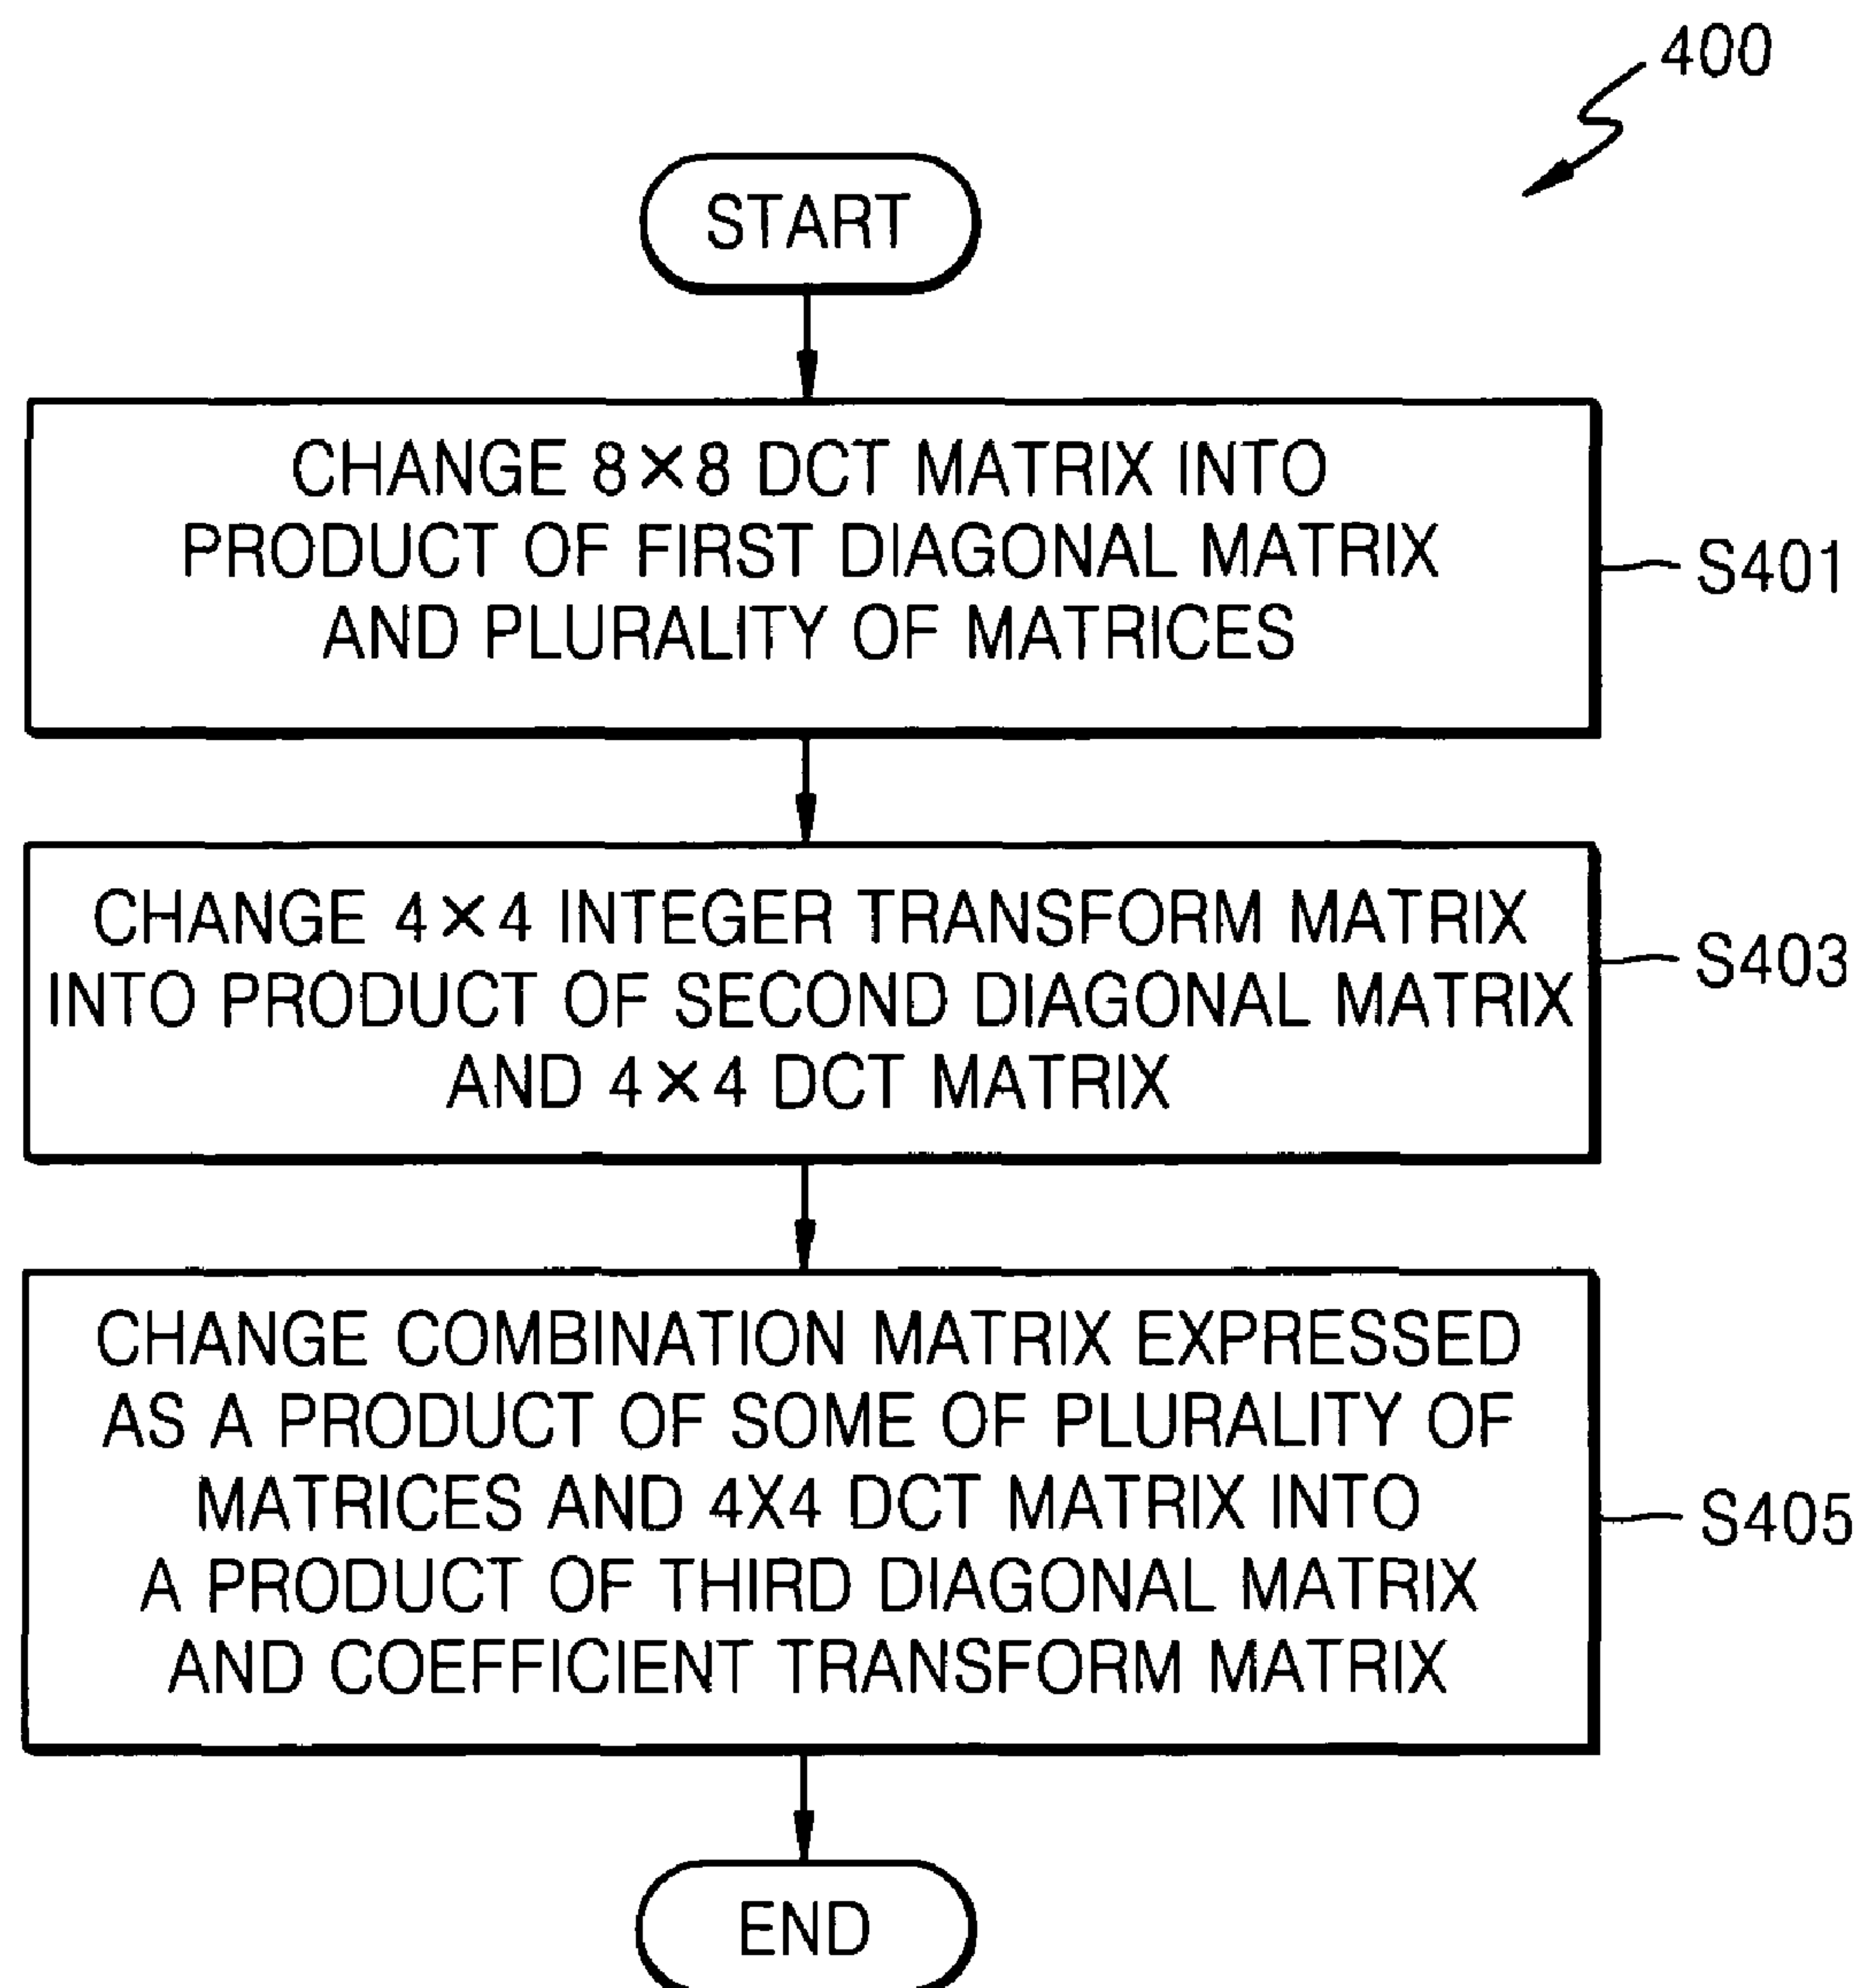 400
START
CHANGE 8×8 DCT MATRIX INTO
PRODUCT OF FIRST DIAGONAL MATRIX
AND PLURALITY OF MATRICES
S401
CHANGE 4×4 INTEGER TRANSFORM MATRIX
INTO PRODUCT OF SECOND DIAGONAL MATRIX
AND 4×4 DCT MATRIX
S403
CHANGE COMBINATION MATRIX EXPRESSED
AS A PRODUCT OF SOME OF PLURALITY OF
MATRICES AND 4X4 DCT MATRIX INTO
A PRODUCT OF THIRD DIAGONAL MATRIX
AND COEFFICIENT TRANSFORM MATRIX
S405
END